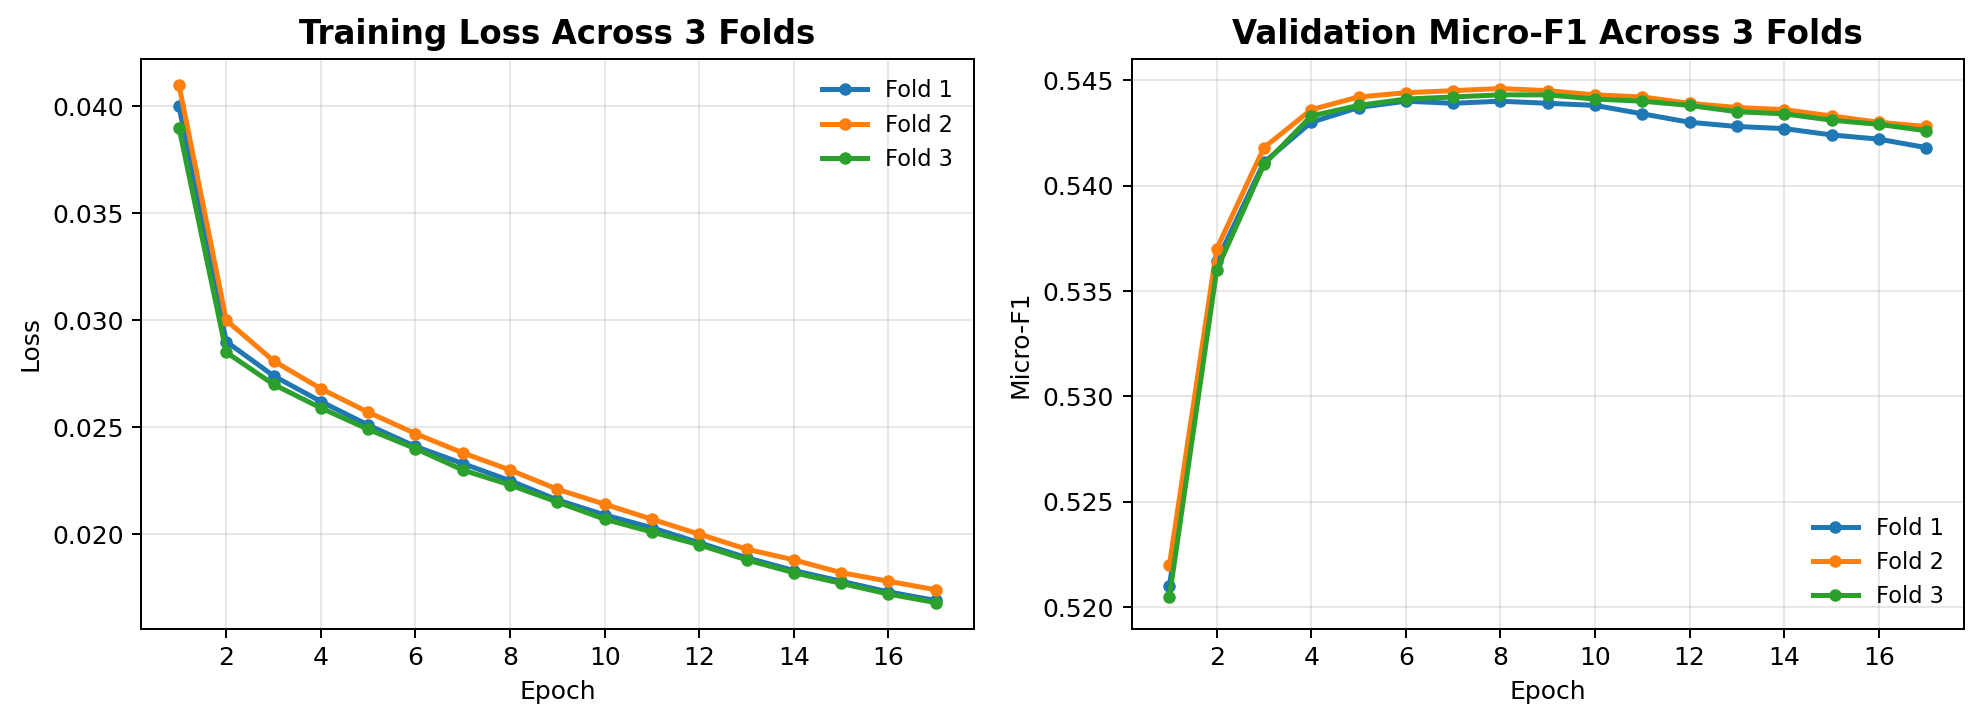 Training Loss Across 3 Folds
Loss
0.040
0.035
0.030
0.025
0.020
2 4 6 8 10 12 14 16
Epoch
Fold 1
Fold 2
Fold 3
Validation Micro-F1 Across 3 Folds
Micro-F1
0.545
0.540
0.535
0.530
0.525
0.520
2 4 6 8 10 12 14 16
Epoch
Fold 1
Fold 2
Fold 3